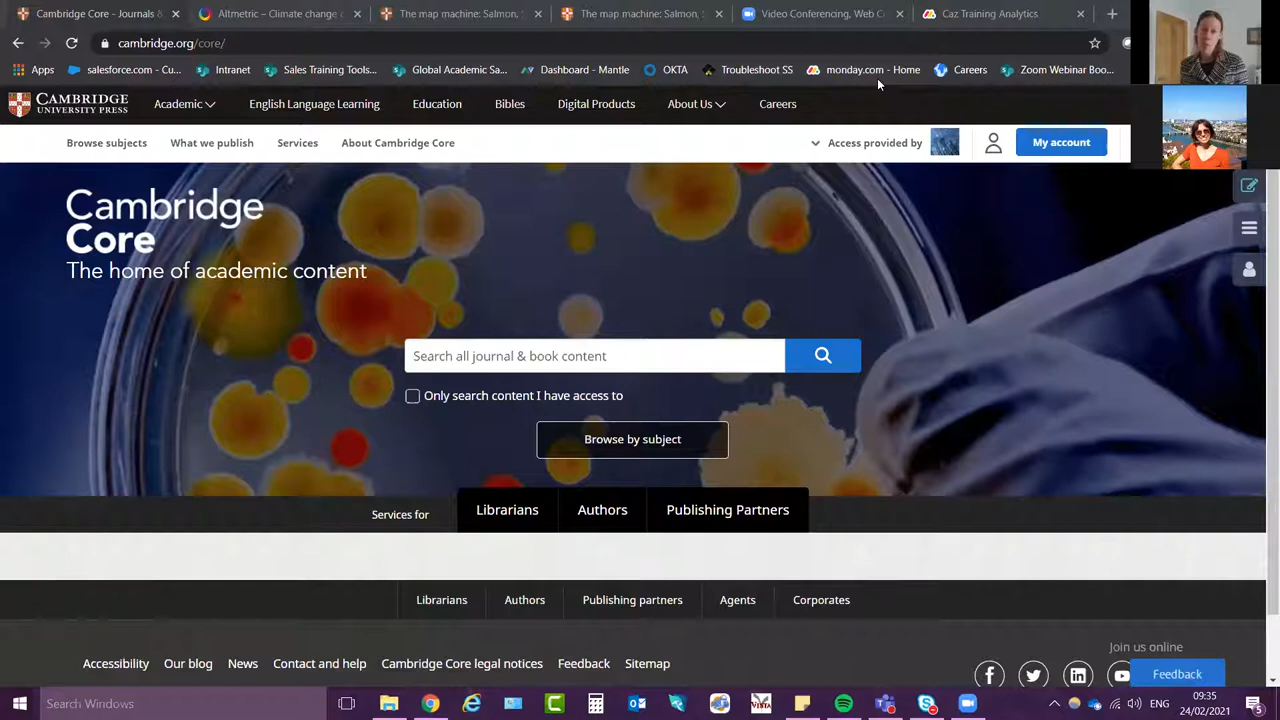 Cambridge Core - Journals &
Altmetric – Climate change
The map machine: Salmon,
The map machine: Salmon,
Video Conferencing, Web C
Caz Training Analytics
cambridge.org/core/
Apps
salesforce.com - Cu...
Intranet
Sales Training Tools...
Global Academic Sa...
Dashboard - Mantle
OKTA
Troubleshoot SS
monday.com - Home
Careers
Zoom Webinar Boo...
CAMBRIDGE
UNIVERSITY PRESS
Academic
English Language Learning
Education
Bibles
Digital Products
About Us
Careers
Browse subjects
What we publish
Services
About Cambridge Core
Access provided by
My account
Cambridge
Core
The home of academic content
Search all journal & book content
Only search content I have access to
Browse by subject
Services for
Librarians
Authors
Publishing Partners
Librarians
Authors
Publishing partners
Agents
Corporates
Join us online
Accessibility
Our blog
News
Contact and help
Cambridge Core legal notices
Feedback
Sitemap
Feedback
Search Windows
ENG
09:35
24/02/2021
5